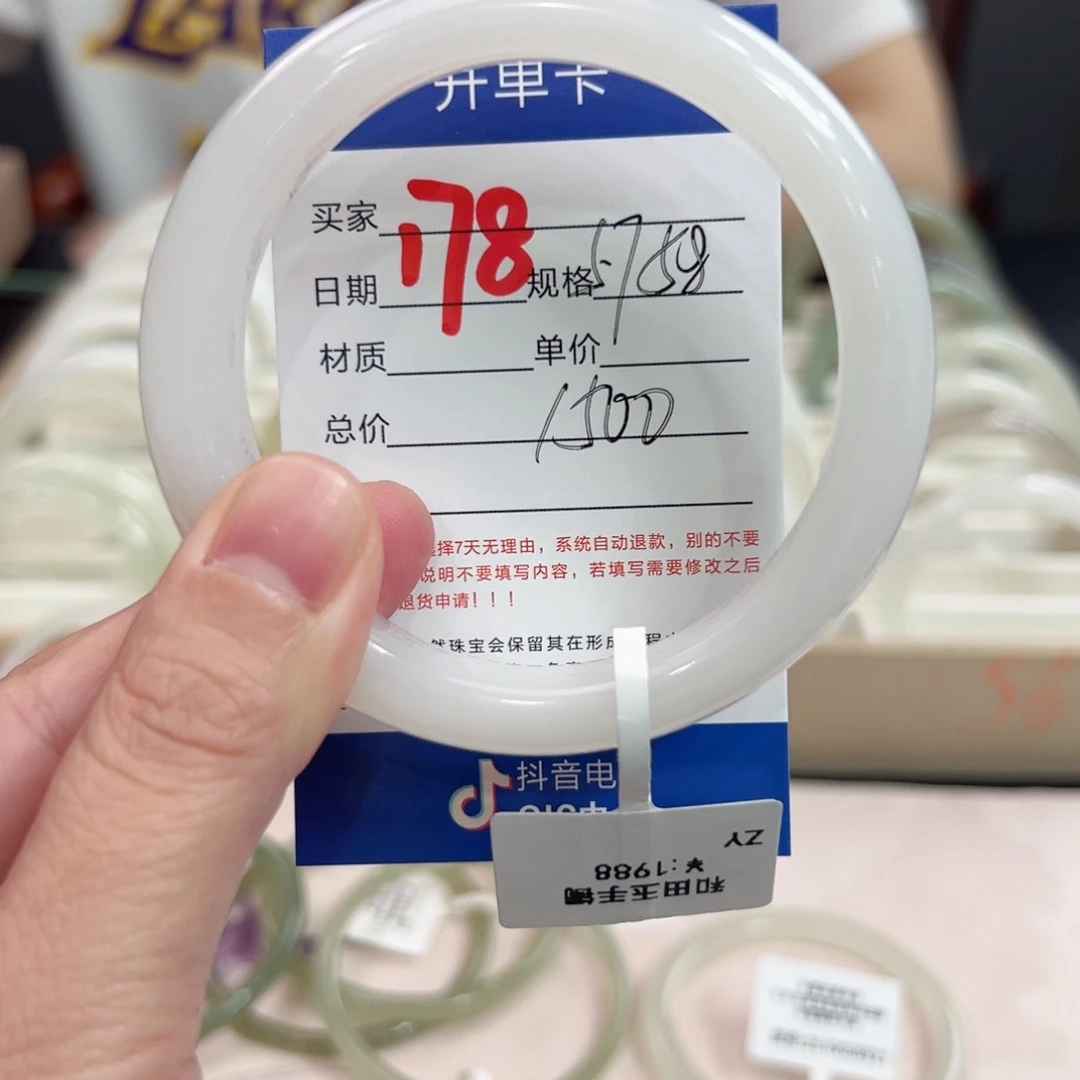 开单卡
买家
178
日期 规格 5758
材质 单价
总价 1500
选择7天无理由，系统自动退款，别的不要
说明不要填写内容，若填写需要修改之后
退货申请！！！
然珠宝会保留其在形成
抖音电
ZY
¥:1988
和田玉手镯
56